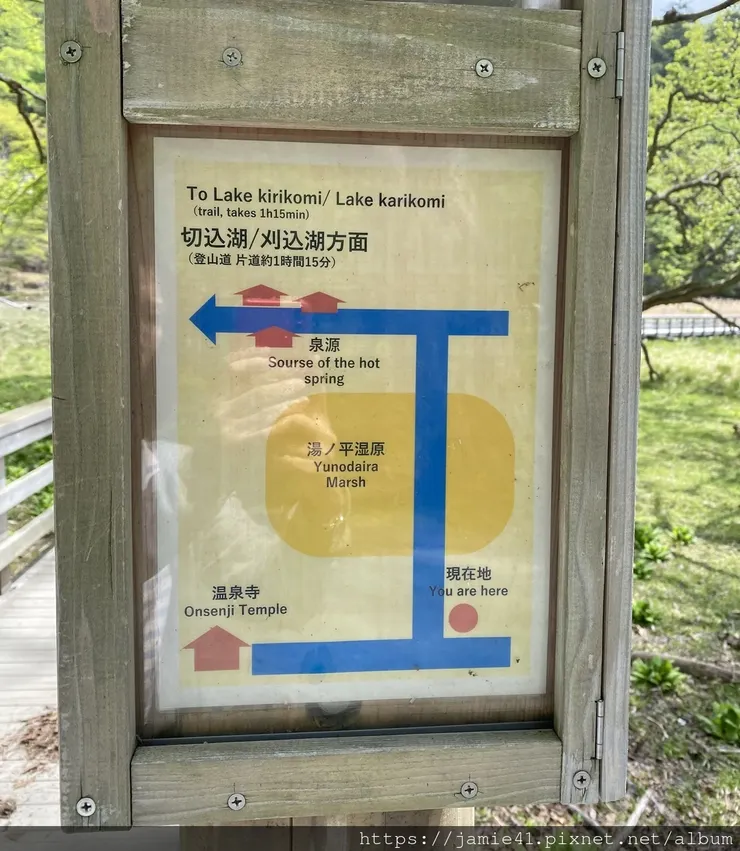 To Lake kirikomi/ Lake karikomi
(trail, takes 1h15min)
切込湖/刈込湖方面
(登山道 片道約1時間15分)
泉源
Sourse of the hot
spring
湯ノ平湿原
Yunodaira
Marsh
現在地
You are here
温泉寺
Onsenji Temple
https://jamie41.pixnet.net/album